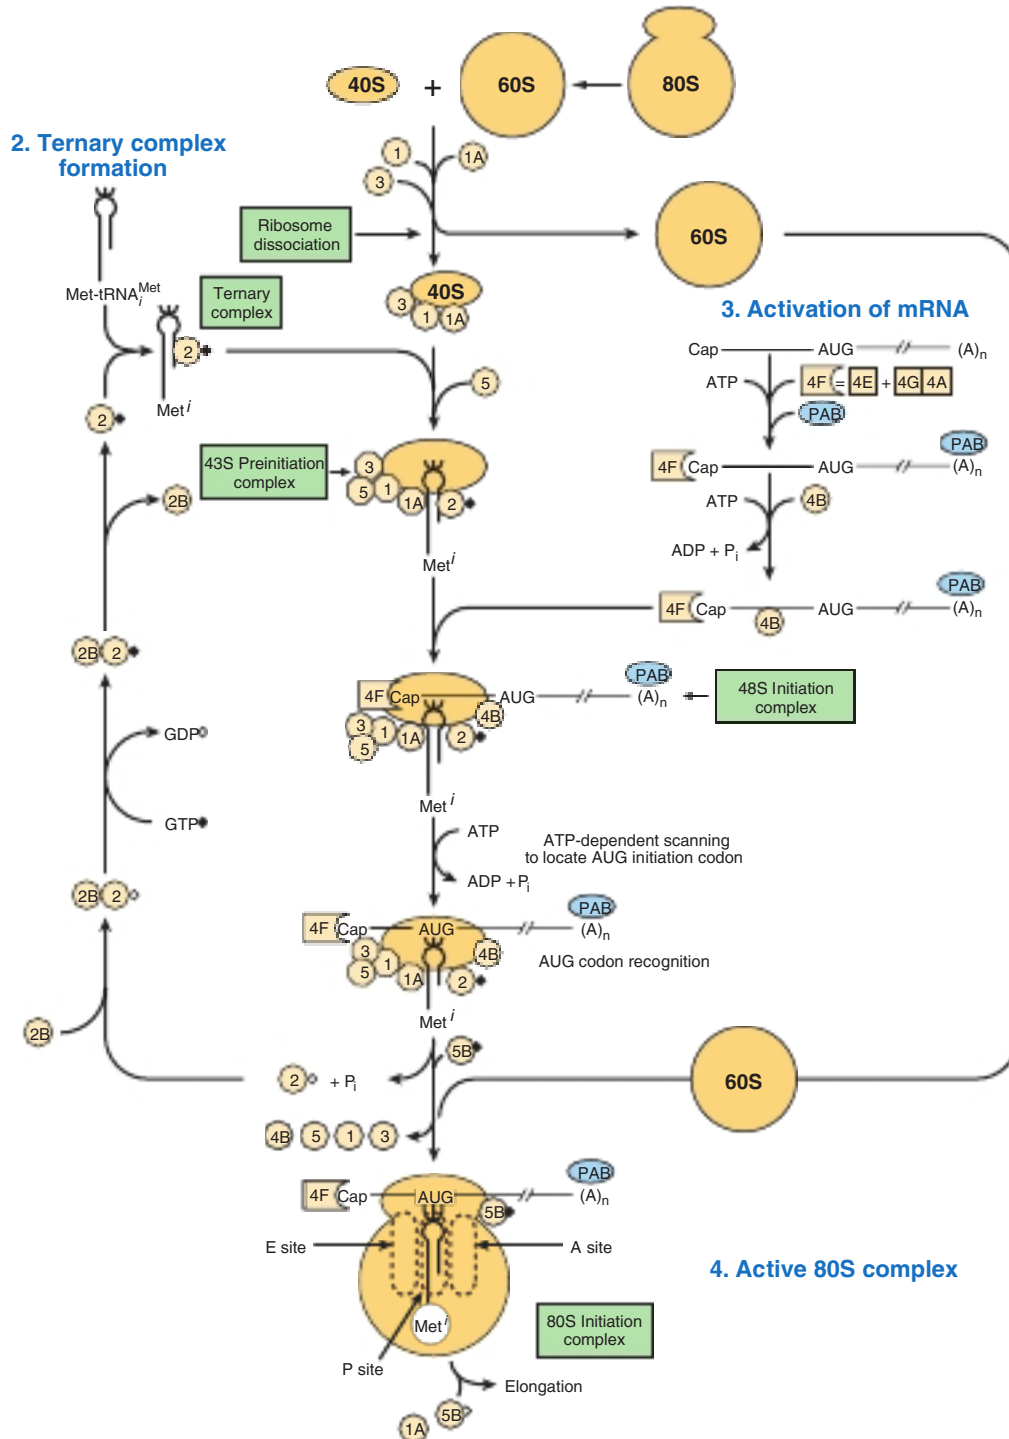 40S + 60S 80S
2. Ternary complex
formation
1 1A
3
Ribosome
dissociation
60S
Met-tRNAiMet
Ternary
complex
40S
3 1 1A
3. Activation of mRNA
Cap AUG (A)n
ATP 4F = 4E + 4G 4A
PAB
2
Meti
5
2
43S Preinitiation
complex
3
5 1 1A 2
PAB
4F Cap AUG (A)n
2B
ATP 4B
ADP + Pi
Meti
PAB
4F Cap AUG (A)n
4B
2B 2
PAB
4F Cap AUG (A)n
4B
3 1 1A 2
5
48S Initiation
complex
GDP
GTP
Met i
ATP
ATP-dependent scanning
to locate AUG initiation codon
ADP + Pi
2B 2
PAB
4F Cap AUG (A)n
3 4B
5 1 1A 2
AUG codon recognition
Met i
2B
5B
2 + Pi
60S
4B 5 1 3
PAB
4F Cap AUG (A)n
5B
E site A site
4. Active 80S complex
Met i
80S Initiation
complex
P site
Elongation
1A 5B